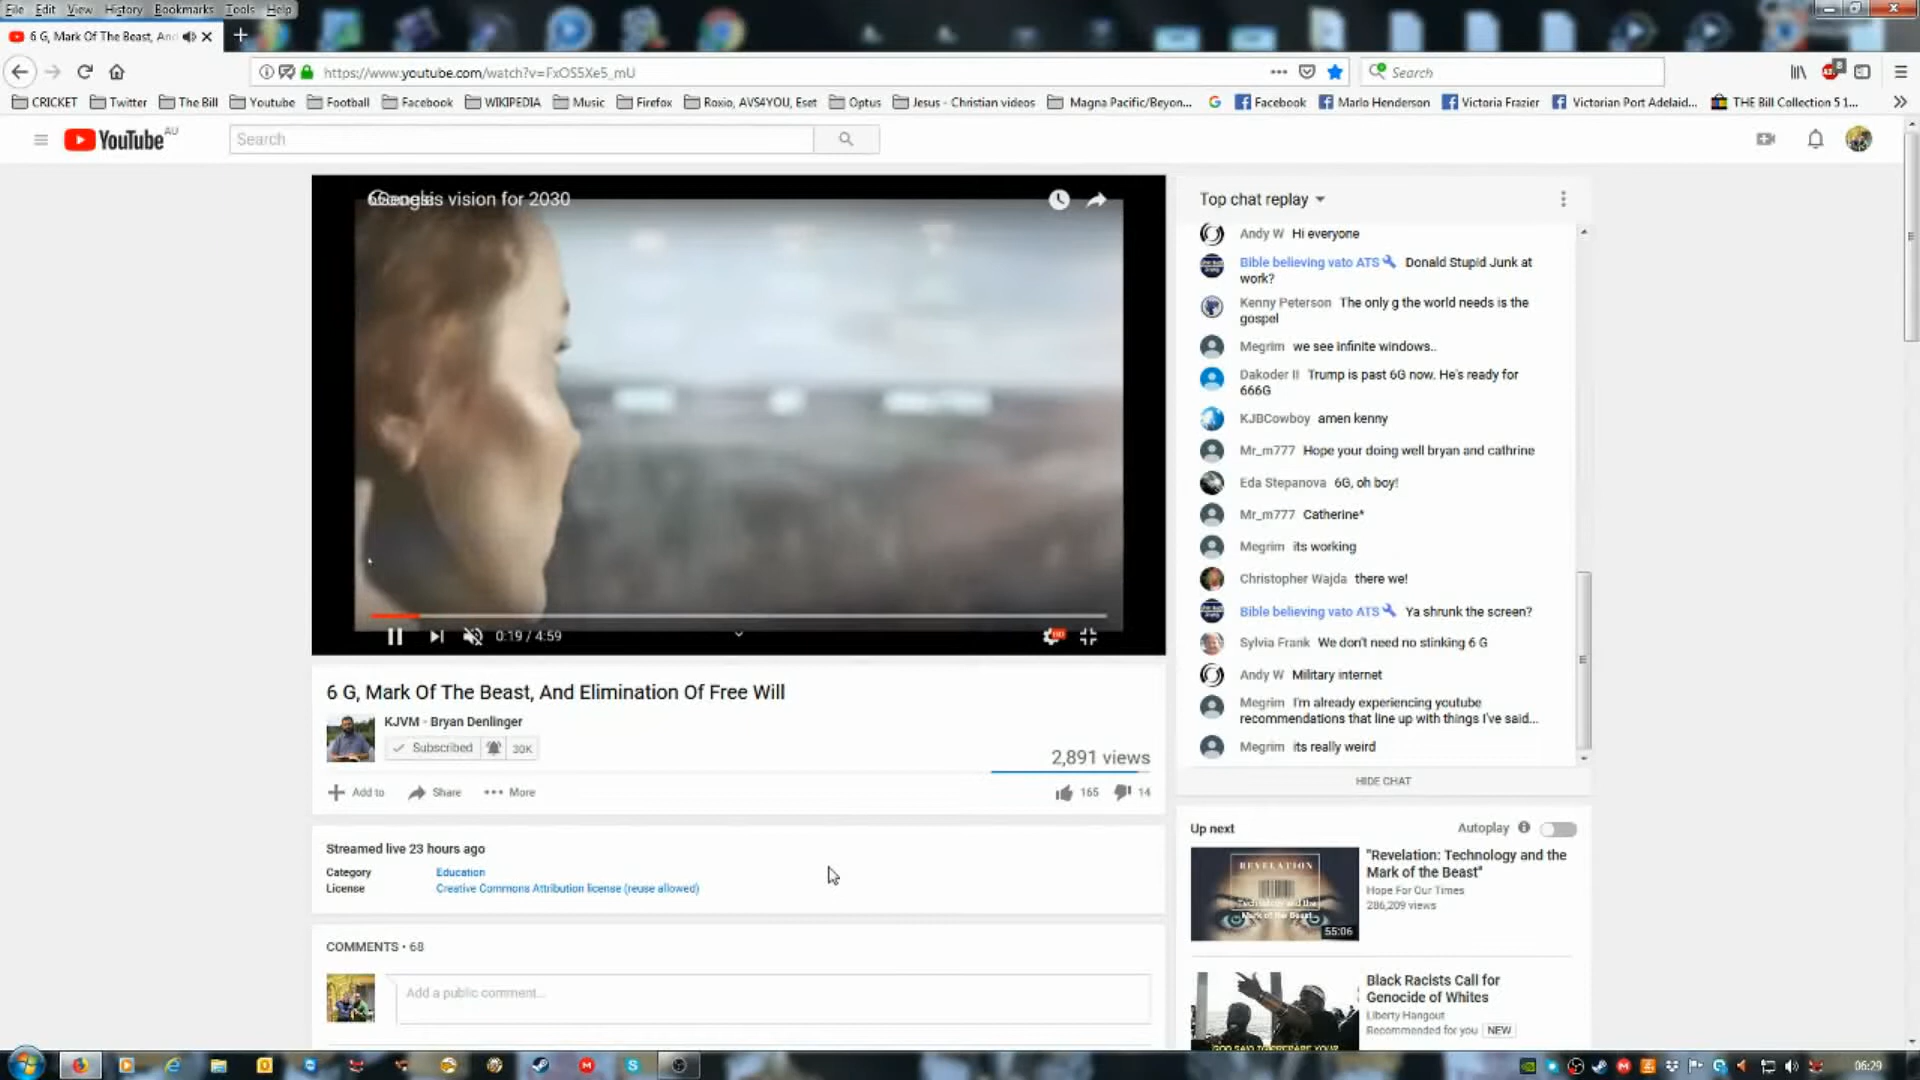 File Edit View History Bookmarks Tools Help
6 G, Mark Of The Beast, And
https://www.youtube.com/watch?v=FxOS5Xe5_mU
Search
CRICKET Twitter The Bill Youtube Football Facebook WIKIPEDIA Music Firefox Roxio, AVS4YOU, Eset Optus Jesus - Christian videos Magna Pacific/Beyon... Facebook Marlo Henderson Victoria Frazier Victorian Port Adelaid... THE Bill Collection 5 1...
YouTube AU
Search
vision for 2030
0:19 / 4:59
HD
6 G, Mark Of The Beast, And Elimination Of Free Will
KJVM - Bryan Denlinger
Subscribed 30K
2,891 views
Add to Share More
165 14
Streamed live 23 hours ago
Category Education
License Creative Commons Attribution license (reuse allowed)
COMMENTS • 68
Add a public comment...
Top chat replay
Andy W Hi everyone
Bible believing vato ATS Donald Stupid Junk at
work?
Kenny Peterson The only g the world needs is the
gospel
Megrim we see infinite windows..
Dakoder II Trump is past 6G now. He's ready for
666G
KJBCowboy amen kenny
Mr_m777 Hope your doing well bryan and cathrine
Eda Stepanova 6G, oh boy!
Mr_m777 Catherine*
Megrim its working
Christopher Wajda there we!
Bible believing vato ATS Ya shrunk the screen?
Sylvia Frank We don't need no stinking 6 G
Andy W Military internet
Megrim I'm already experiencing youtube
recommendations that line up with things I've said...
Megrim its really weird
HIDE CHAT
Up next
Autoplay
REVELATION
Technology and the
Mark of the Beast
55:06
"Revelation: Technology and the
Mark of the Beast"
Hope For Our Times
286,209 views
Black Racists Call for
Genocide of Whites
Liberty Hangout
Recommended for you NEW
06:29